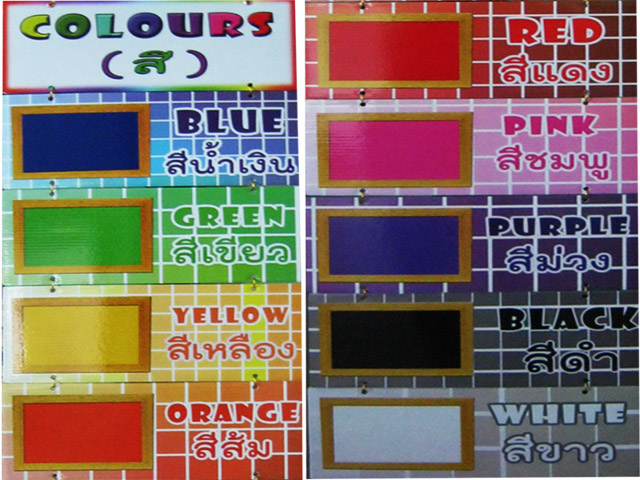 COLOURS
(สี)
BLUE
สีน้ำเงิน
GREEN
สีเขียว
YELLOW
สีเหลือง
ORANGE
สีส้ม
RED
สีแดง
PINK
สีชมพู
PURPLE
สีม่วง
BLACK
สีดำ
WHITE
สีขาว